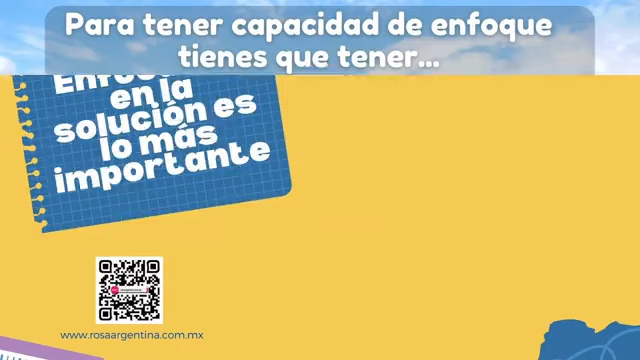 Para tener capacidad de enfoque
tienes que tener...
en la
solución es
lo más
importante
www.rosaargentina.com.mx